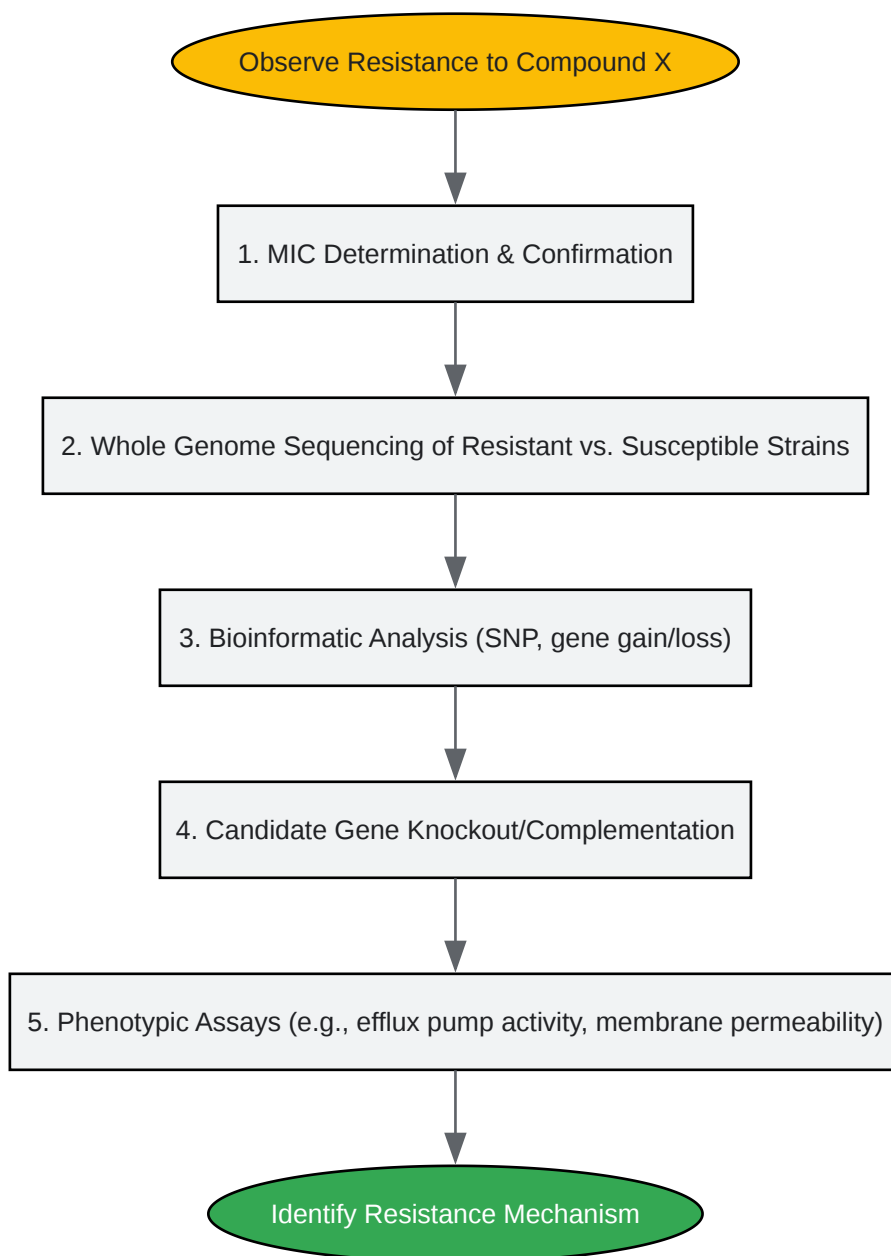 Observe Resistance to Compound X
1. MIC Determination & Confirmation
2. Whole Genome Sequencing of Resistant vs. Susceptible Strains
3. Bioinformatic Analysis (SNP, gene gain/loss)
4. Candidate Gene Knockout/Complementation
5. Phenotypic Assays (e.g., efflux pump activity, membrane permeability)
Identify Resistance Mechanism